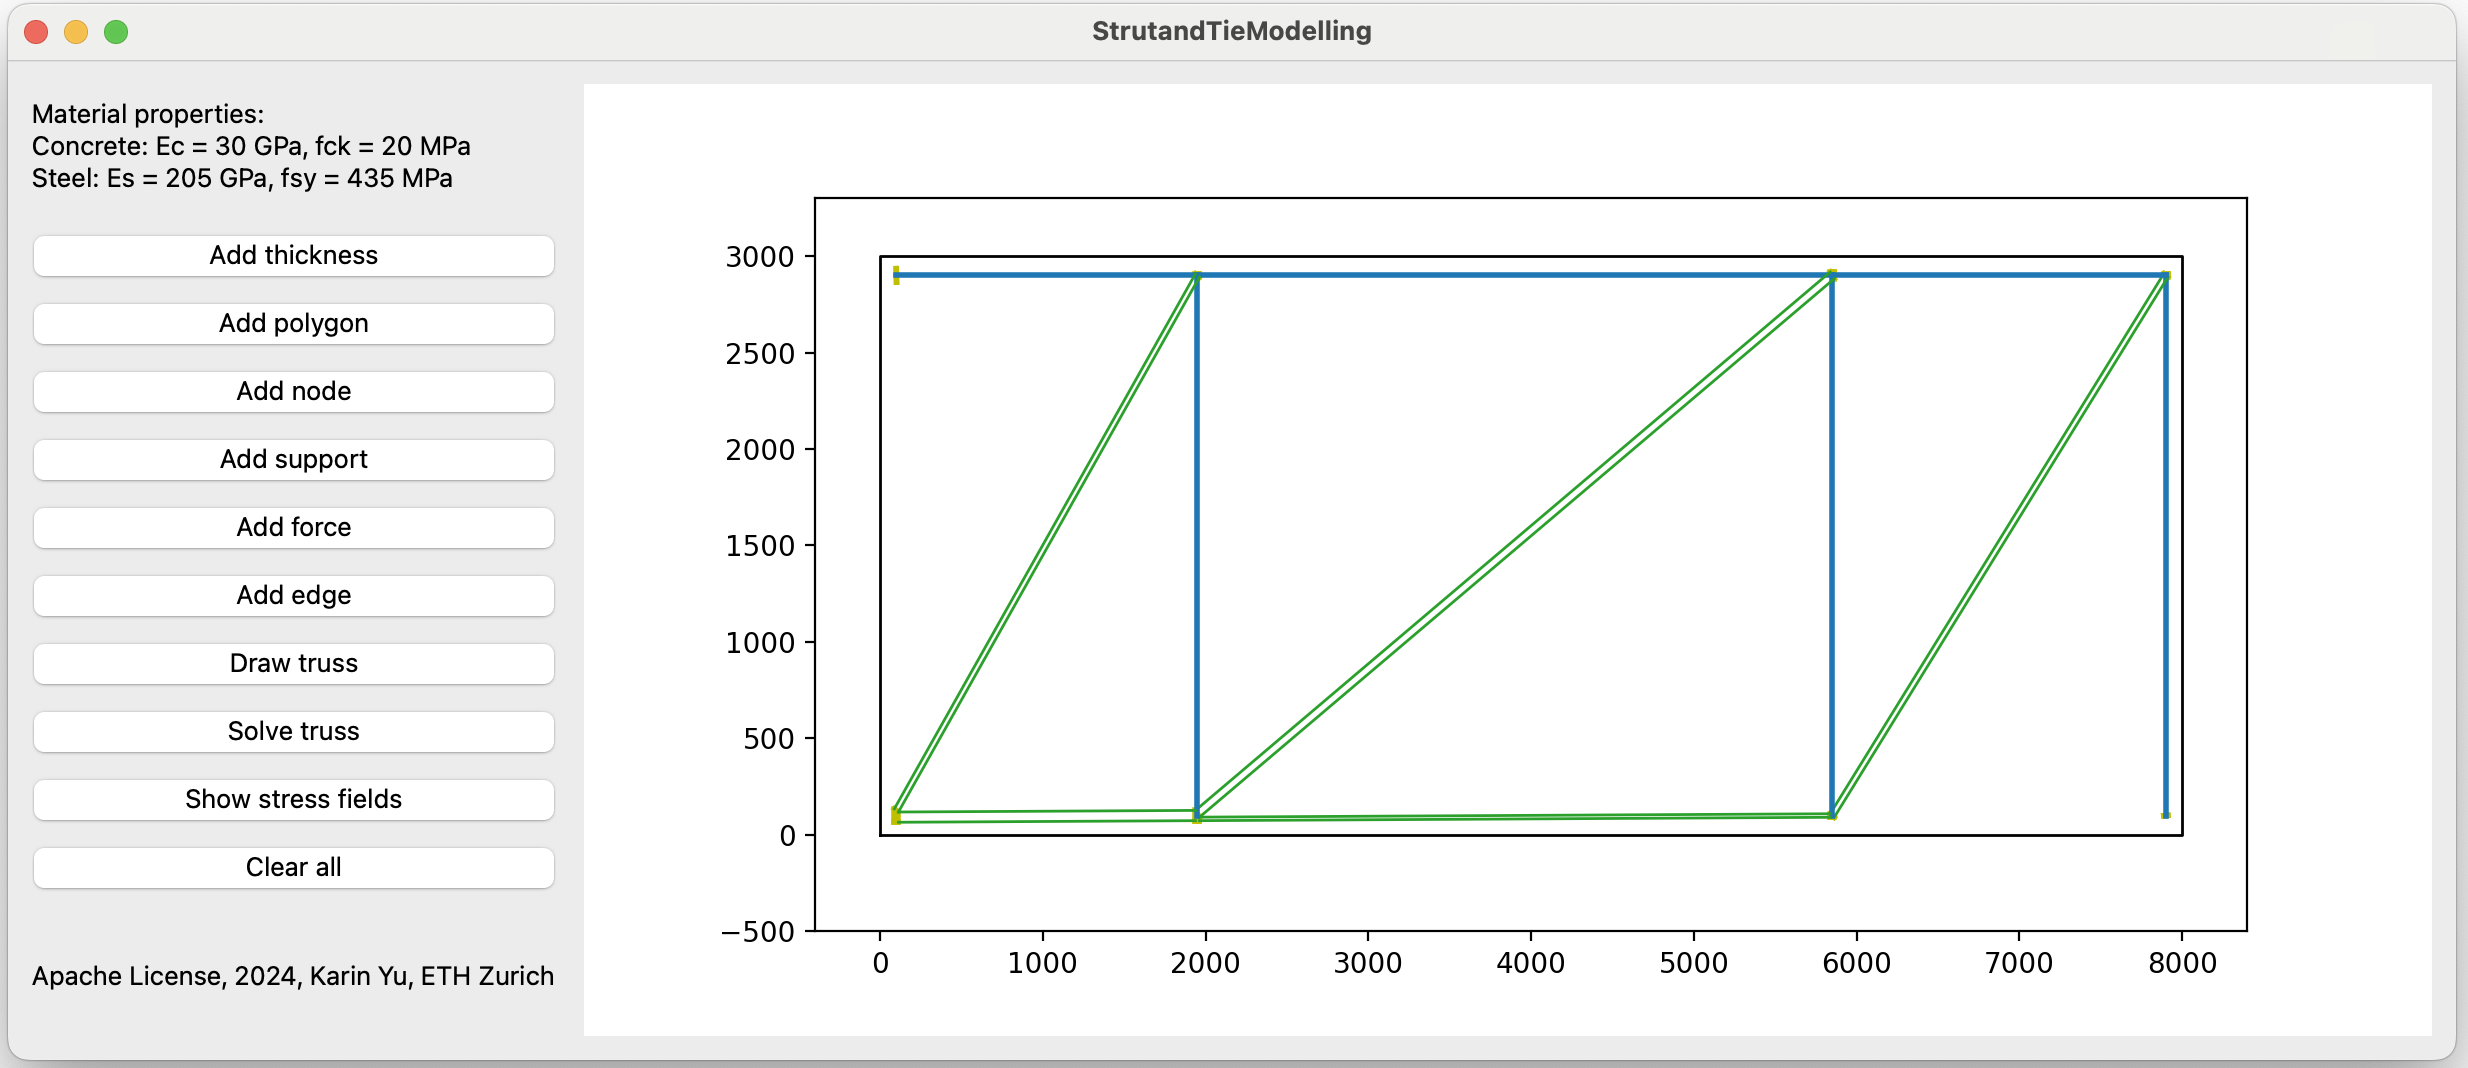 StrutandTieModelling
Material properties:
Concrete: Ec = 30 GPa, fck = 20 MPa
Steel: Es = 205 GPa, fsy = 435 MPa
Add thickness
Add polygon
Add node
Add support
Add force
Add edge
Draw truss
Solve truss
Show stress fields
Clear all
Apache License, 2024, Karin Yu, ETH Zurich
3000
2500
2000
1500
1000
500
0
−500
0 1000 2000 3000 4000 5000 6000 7000 8000